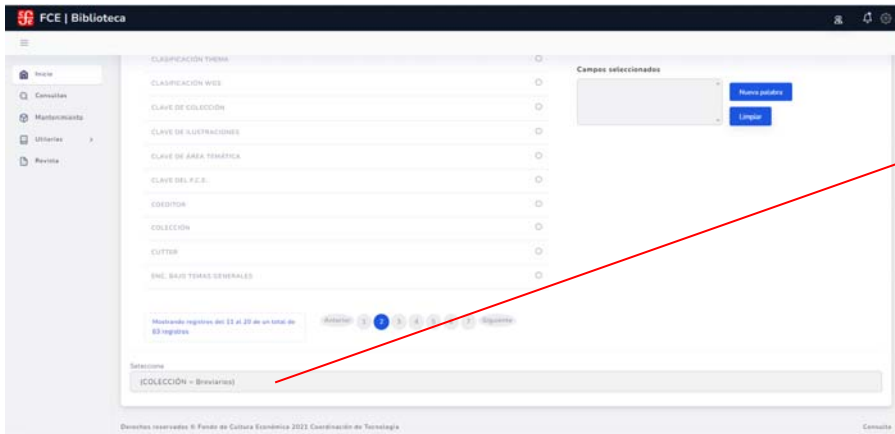 FCE | Biblioteca
Inicio
Consultas
Mantenimiento
Utilerías >
Revista
CLASIFICACIÓN THEMA
CLASIFICACIÓN WGS
CLAVE DE COLECCIÓN
CLAVE DE ILUSTRACIONES
CLAVE DE ÁREA TEMÁTICA
CLAVE DEL F.C.E.
COEDITOR
COLECCIÓN
CUTTER
ENC. BAJO TEMAS GENERALES
Campos seleccionados
Nueva palabra
Limpiar
Mostrando registros del 11 al 20 de un total de
63 registros
Anterior 1 2 3 4 5 6 7 Siguiente
Selecciona
(COLECCIÓN = Breviarios)
Derechos reservados © Fondo de Cultura Económica 2021 Coordinación de Tecnología
Consulta